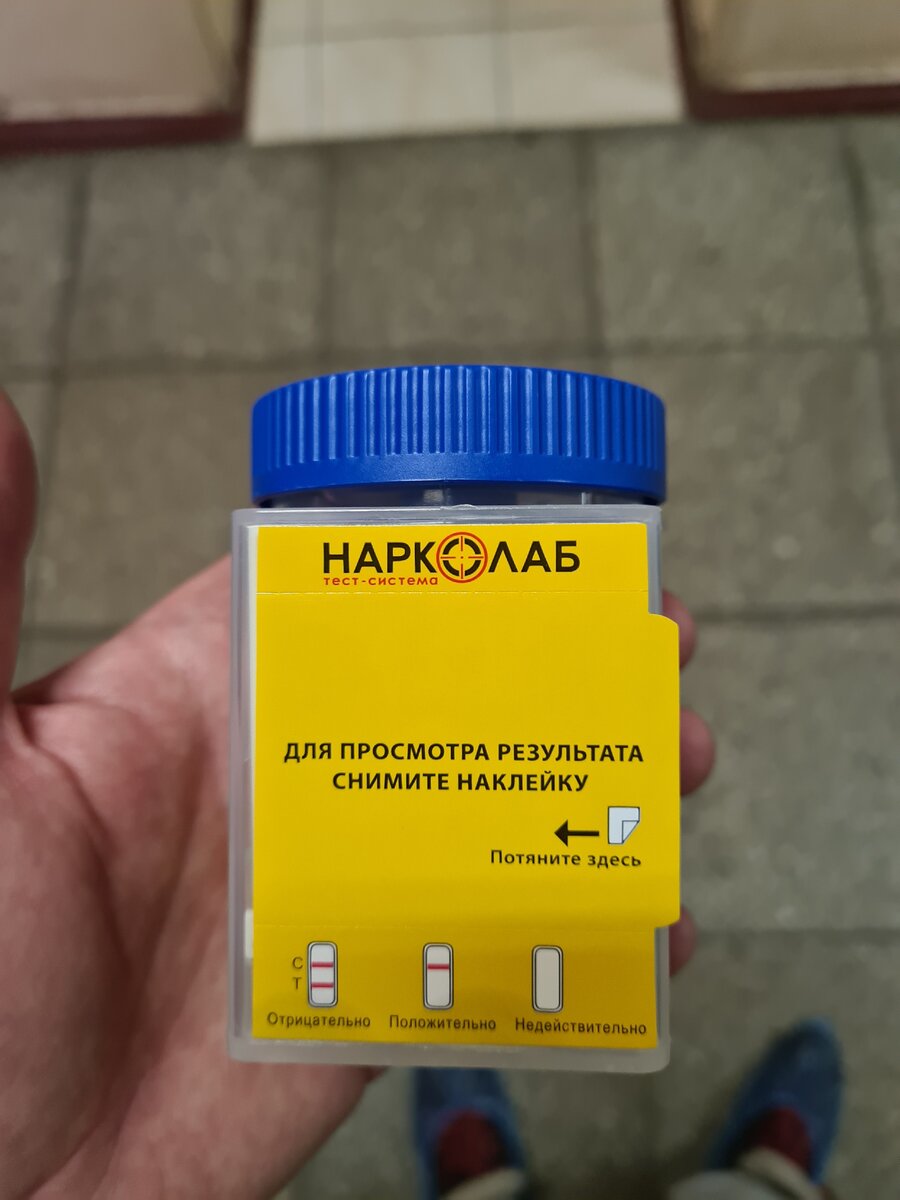 НАРКОЛАБ
тест-система
ДЛЯ ПРОСМОТРА РЕЗУЛЬТАТА
СНИМИТЕ НАКЛЕЙКУ
Потяните здесь
C
T
Отрицательно Положительно Недействительно